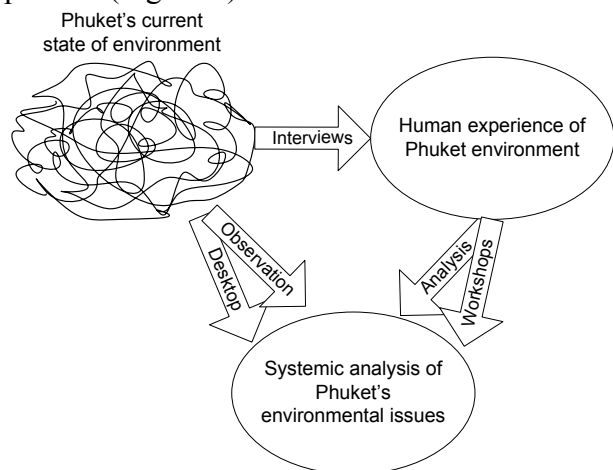 Phuket's current
state of environment
Interviews
Human experience of
Phuket environment
Observation
Desktop
Analysis
Workshops
Systemic analysis of
Phuket's
environmental issues